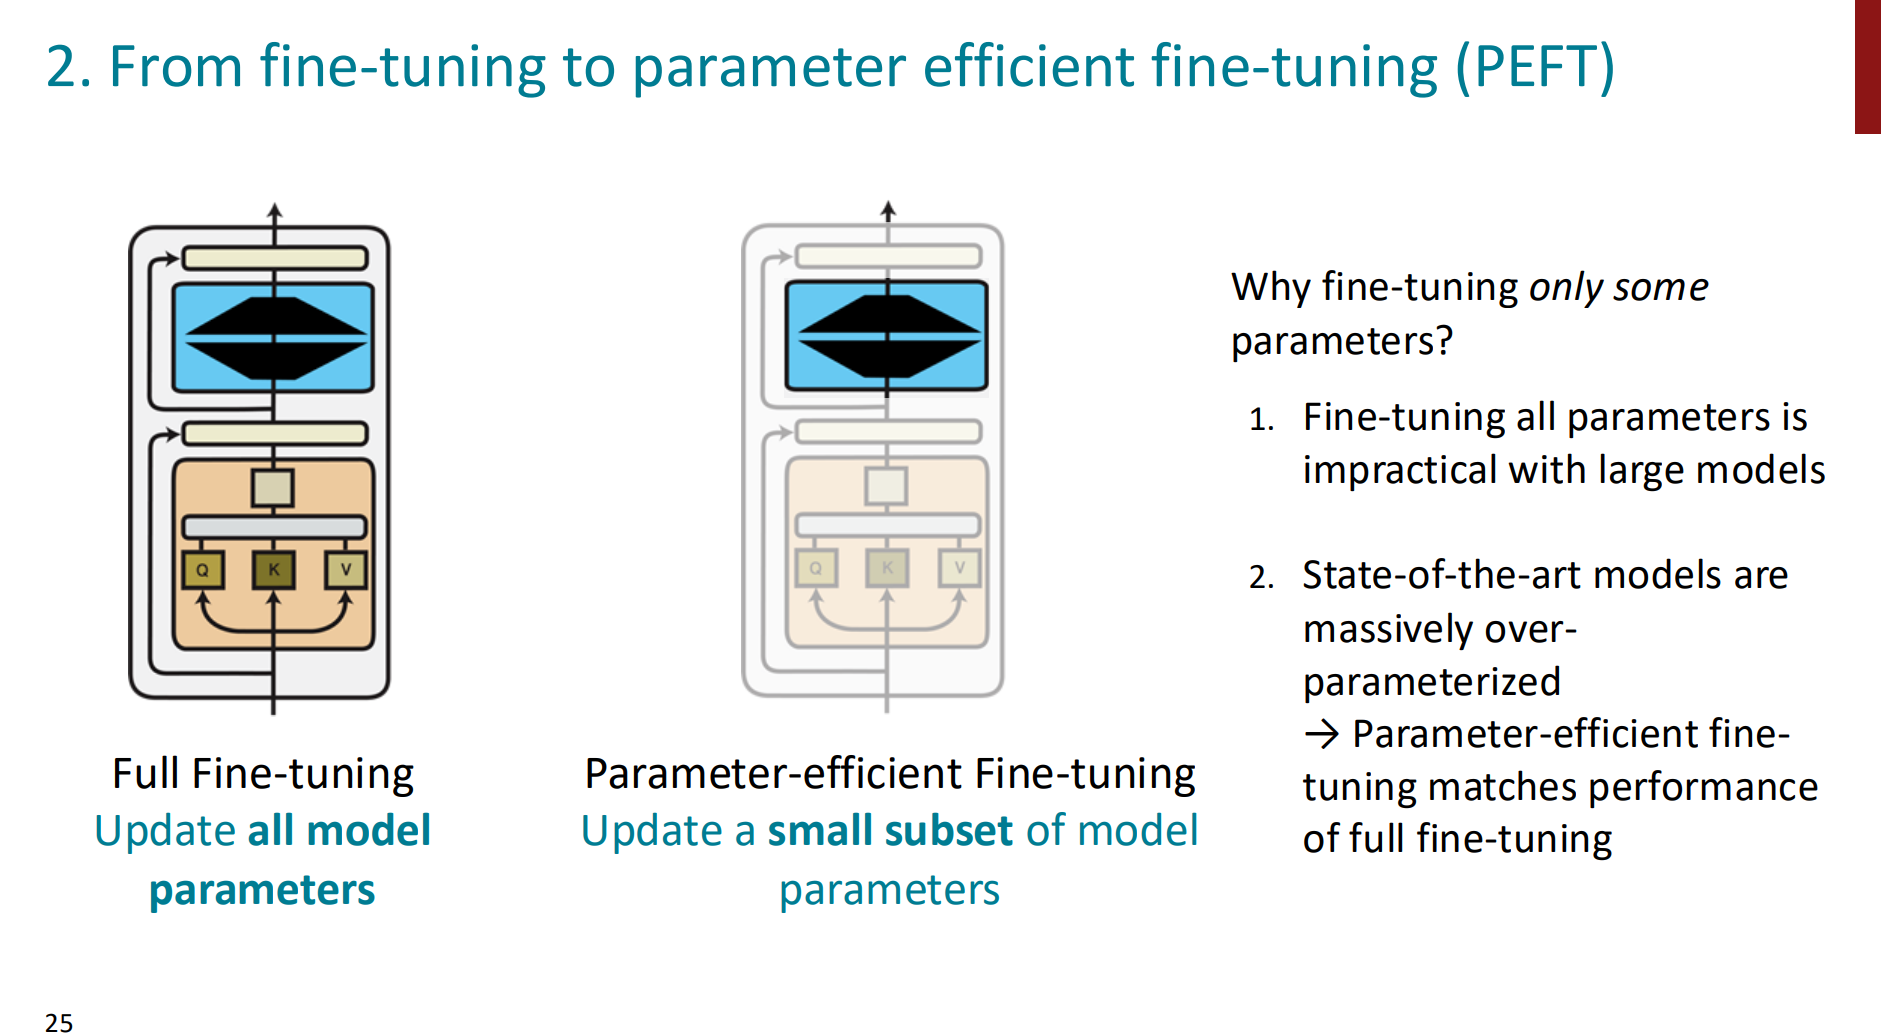 2. From fine-tuning to parameter efficient fine-tuning (PEFT)
Q
K
V
Full Fine-tuning
Update all model
parameters
Q
K
V
Parameter-efficient Fine-tuning
Update a small subset of model
parameters
Why fine-tuning only some
parameters?
1. Fine-tuning all parameters is
impractical with large models
2. State-of-the-art models are
massively over-
parameterized
→ Parameter-efficient fine-
tuning matches performance
of full fine-tuning
25